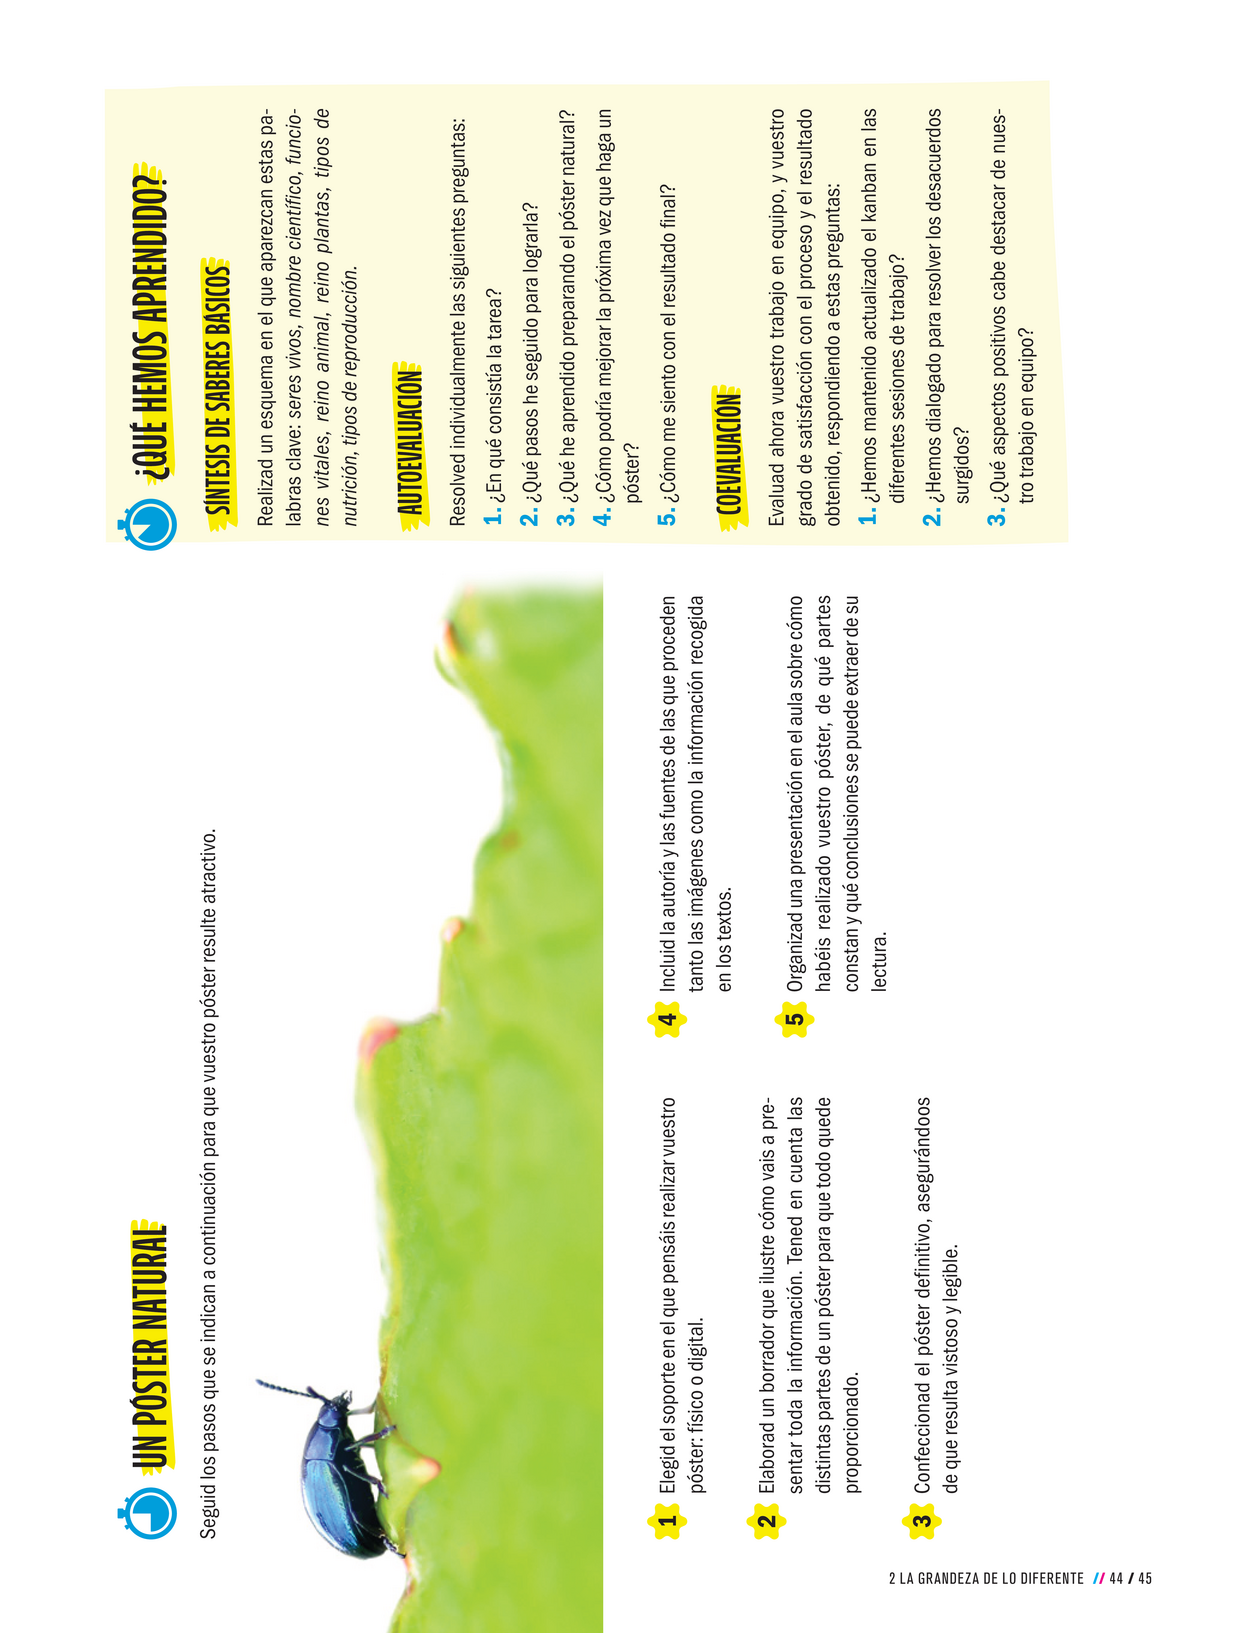 UN PÓSTER NATURAL
Seguid los pasos que se indican a continuación para que vuestro póster resulte atractivo.
1 Elegid el soporte en el que pensáis realizar vuestro
póster: físico o digital.
2 Elaborad un borrador que ilustre cómo vais a pre-
sentar toda la información. Tened en cuenta las
distintas partes de un póster para que todo quede
proporcionado.
3 Confeccionad el póster definitivo, asegurándoos
de que resulta vistoso y legible.
4 Incluid la autoría y las fuentes de las que proceden
tanto las imágenes como la información recogida
en los textos.
5 Organizad una presentación en el aula sobre cómo
habéis realizado vuestro póster, de qué partes
constan y qué conclusiones se puede extraer de su
lectura.
¿QUÉ HEMOS APRENDIDO?
SÍNTESIS DE SABERES BÁSICOS
Realizad un esquema en el que aparezcan estas pa-
labras clave: seres vivos, nombre científico, funcio-
nes vitales, reino animal, reino plantas, tipos de
nutrición, tipos de reproducción.
AUTOEVALUACIÓN
Resolved individualmente las siguientes preguntas:
1. ¿En qué consistía la tarea?
2. ¿Qué pasos he seguido para lograrla?
3. ¿Qué he aprendido preparando el póster natural?
4. ¿Cómo podría mejorar la próxima vez que haga un
póster?
5. ¿Cómo me siento con el resultado final?
COEVALUACIÓN
Evaluad ahora vuestro trabajo en equipo, y vuestro
grado de satisfacción con el proceso y el resultado
obtenido, respondiendo a estas preguntas:
1. ¿Hemos mantenido actualizado el kanban en las
diferentes sesiones de trabajo?
2. ¿Hemos dialogado para resolver los desacuerdos
surgidos?
3. ¿Qué aspectos positivos cabe destacar de nues-
tro trabajo en equipo?
2 LA GRANDEZA DE LO DIFERENTE // 44 / 45